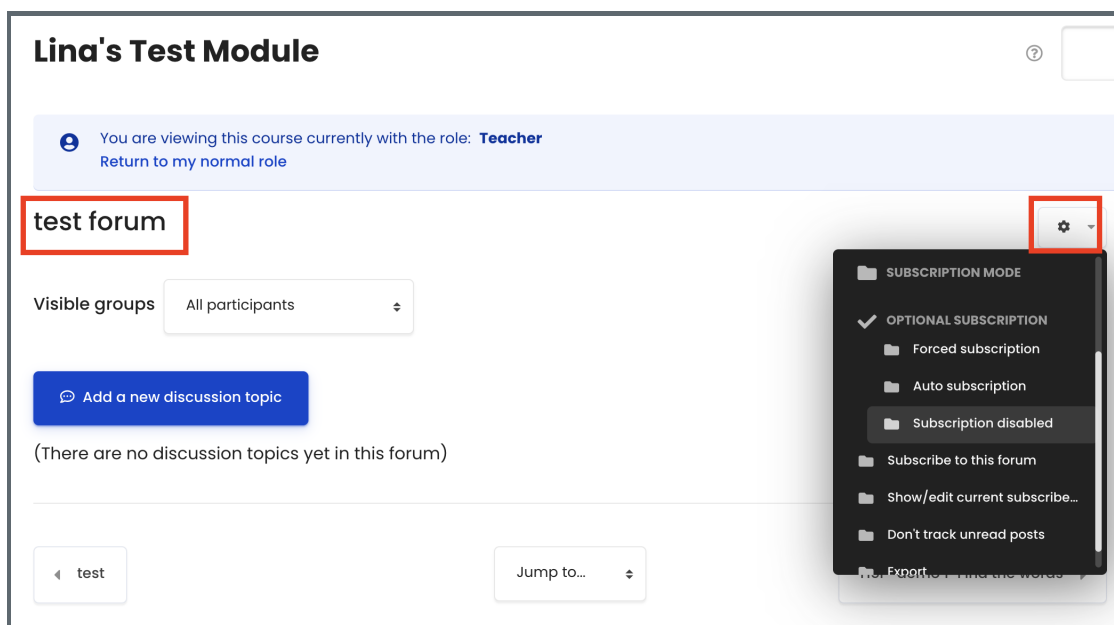 Lina's Test Module
You are viewing this course currently with the role: Teacher
Return to my normal role
test forum
Visible groups
All participants
Add a new discussion topic
(There are no discussion topics yet in this forum)
SUBSCRIPTION MODE
OPTIONAL SUBSCRIPTION
Forced subscription
Auto subscription
Subscription disabled
Subscribe to this forum
Show/edit current subscribe...
Don't track unread posts
Export
test
Jump to...
the words